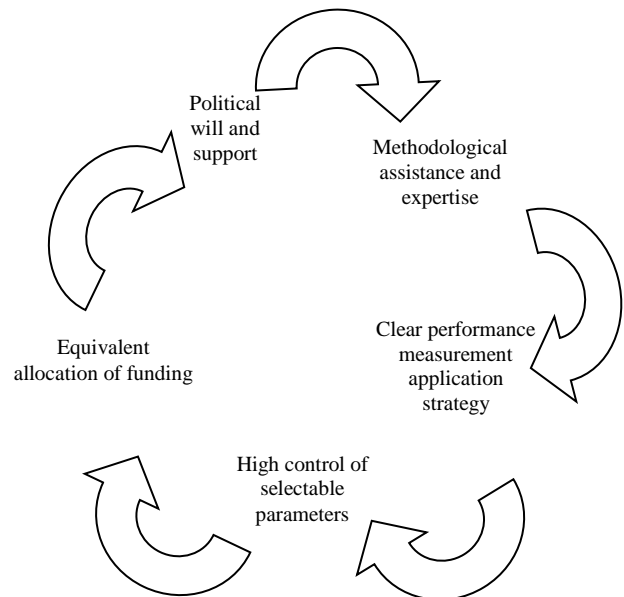 Political
will and
support
Methodological
assistance and
expertise
Clear performance
measurement
application
strategy
High control of
selectable
parameters
Equivalent
allocation of funding